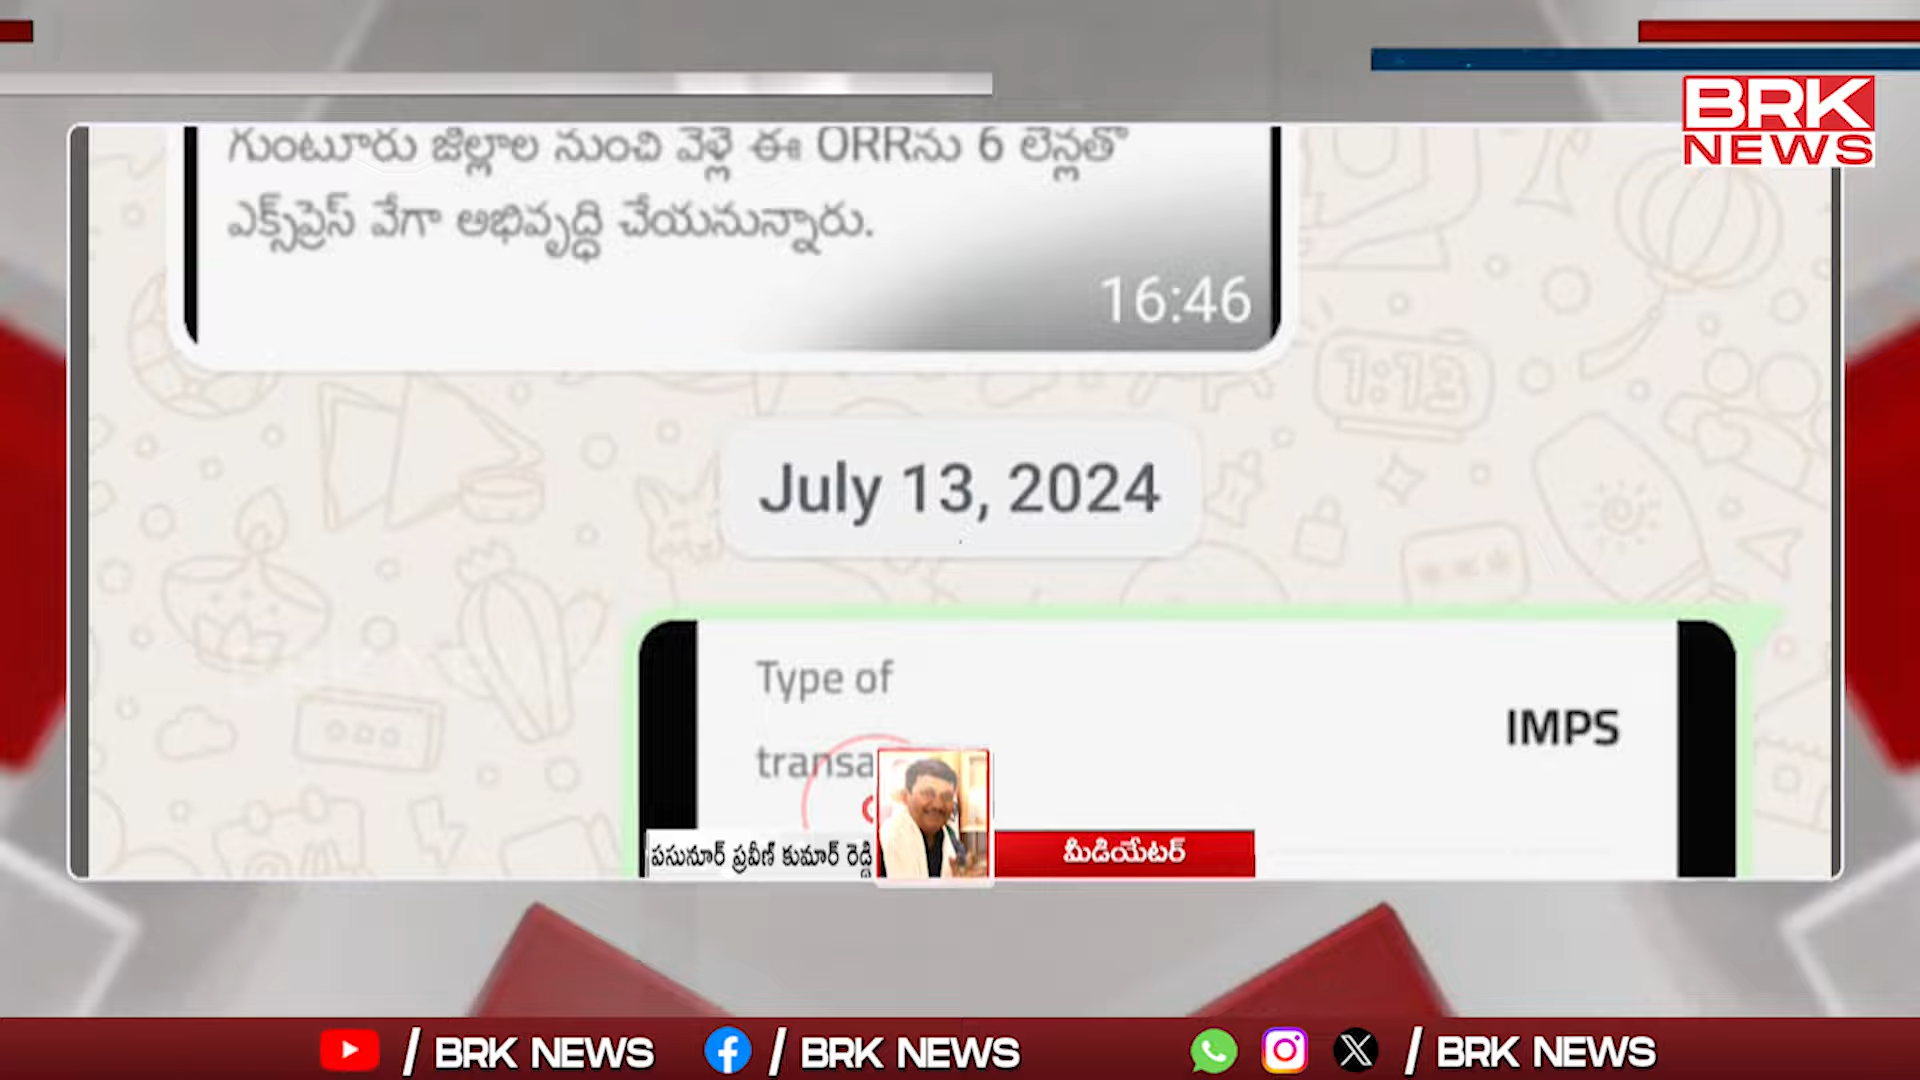 BRK
NEWS
గుంటూరు జిల్లాల నుంచి వెళ్లే ఈ ORRను 6 లెన్లతో
ఎక్స్‌ప్రెస్ వేగా అభివృద్ధి చేయనున్నారు.
16:46
July 13, 2024
Type of
IMPS
transa
పసునూర్ ప్రవీణ్ కుమార్ రెడ్డి
మీడియేటర్
/ BRK NEWS
/ BRK NEWS
/ BRK NEWS